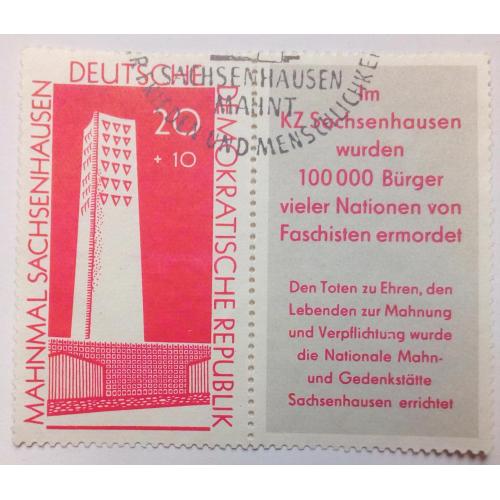 DEUTSCHE
DEMOKRATISCHE REPUBLIK
MAHNMAL SACHSENHAUSEN
20
+ 10
SACHSENHAUSEN
MAHNT
FRIEDEN UND MENSCHLICHKEIT
Im
KZ Sachsenhausen
wurden
100 000 Bürger
vieler Nationen von
Faschisten ermordet
Den Toten zu Ehren, den
Lebenden zur Mahnung
und Verpflichtung wurde
die Nationale Mahn-
und Gedenkstätte
Sachsenhausen errichtet